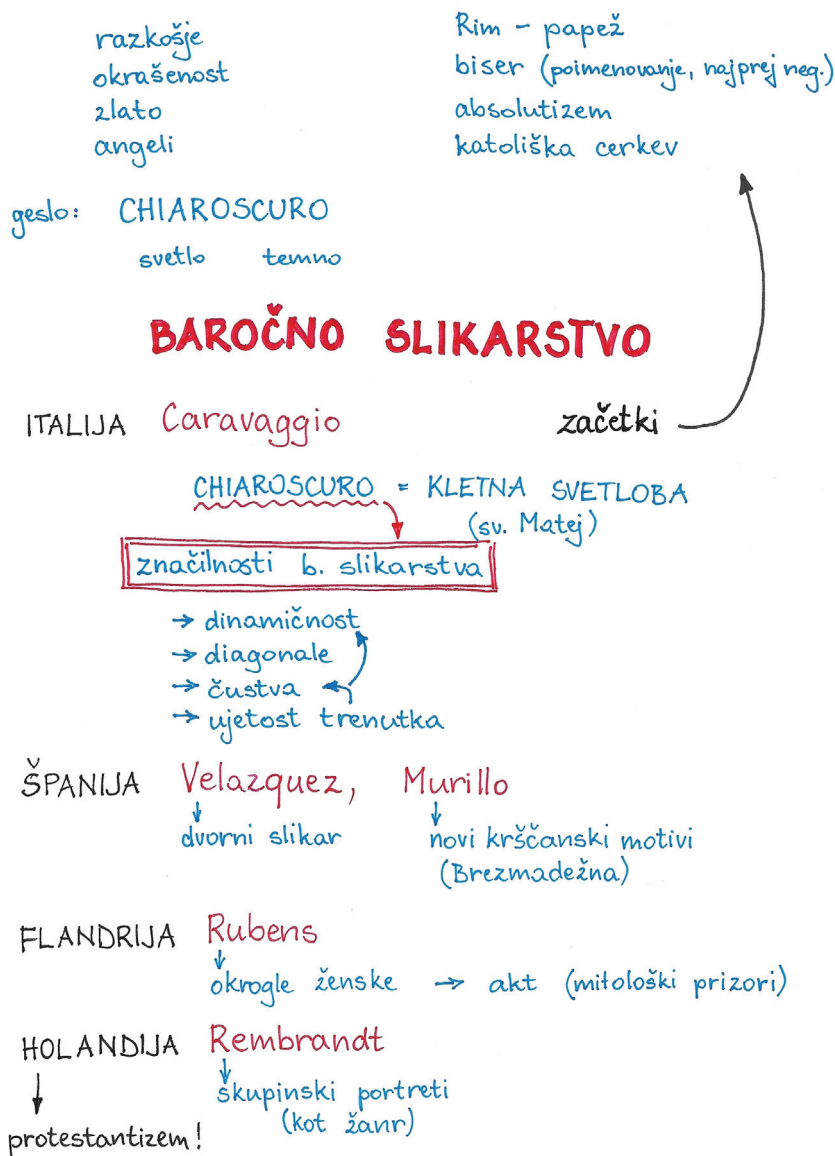 razkošje
okrašenost
zlato
angeli
Rim - papež
biser (poimenovanje, najprej neg.)
absolutizem
katoliška cerkev
geslo: CHIAROSCURO
svetlo temno
BAROČNO SLIKARSTVO
ITALIJA Caravaggio začetki
CHIAROSCURO = KLETNA SVETLOBA
(sv. Matej)
značilnosti b. slikarstva
→ dinamičnost
→ diagonale
→ čustva
→ ujetost trenutka
ŠPANIJA Velazquez, Murillo
dvorni slikar
novi krščanski motivi
(Brezmadežna)
FLANDRIJA Rubens
okrogle ženske → akt (mitološki prizori)
HOLANDIJA Rembrandt
skupinski portreti
(kot žanr)
protestantizem!